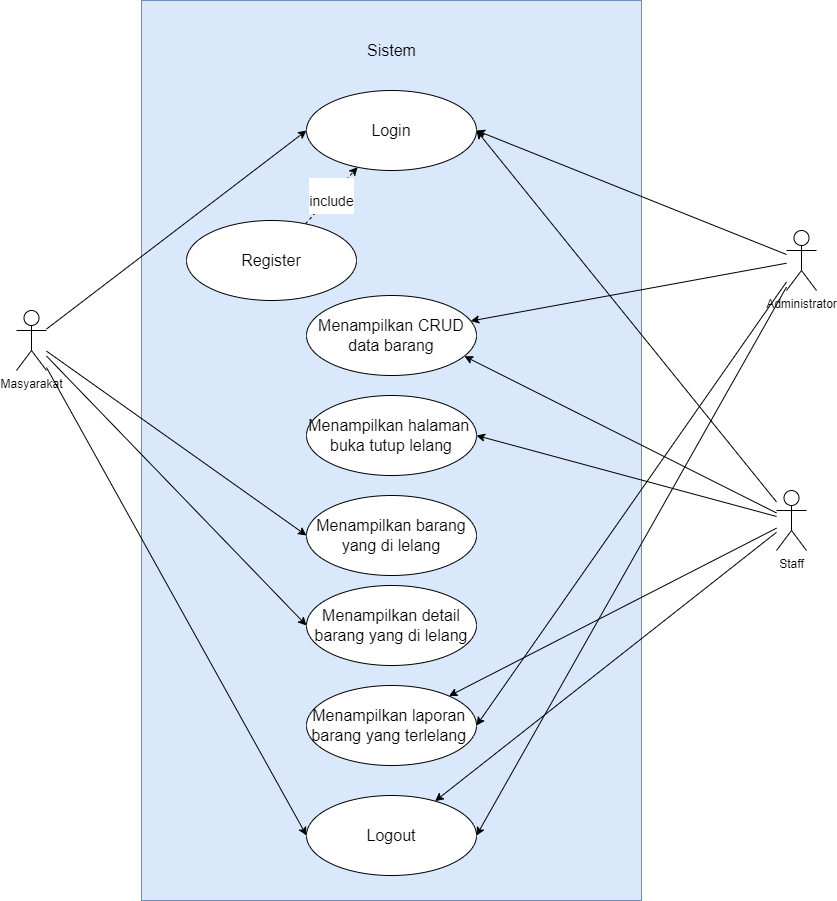 Sistem
Login
include
Register
Administrator
Menampilkan CRUD
data barang
Masyarakat
Menampilkan halaman
buka tutup lelang
Menampilkan barang
yang di lelang
Staff
Menampilkan detail
barang yang di lelang
Menampilkan laporan
barang yang terlelang
Logout